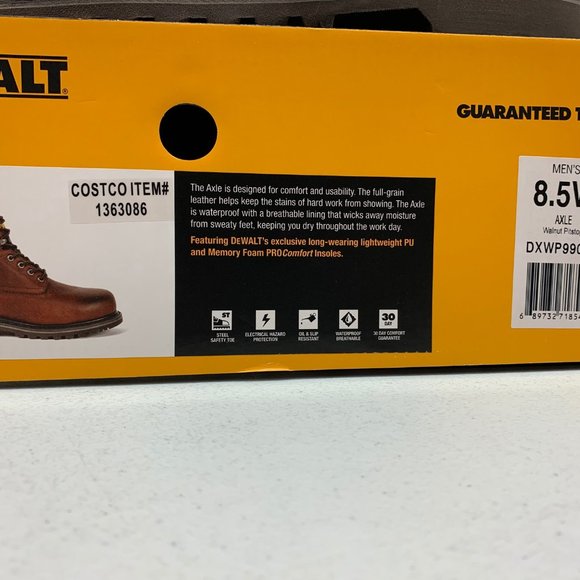 ALT®
GUARANTEED
COSTCO ITEM#
1363086
The Axle is designed for comfort and usability. The full-grain
leather helps keep the stains of hard work from showing. The Axle
is waterproof with a breathable lining that wicks away moisture
from sweaty feet, keeping you dry throughout the work day.
Featuring DEWALT's exclusive long-wearing lightweight PU
and Memory Foam PROComfort Insoles.
ST
STEEL
SAFETY TOE
ELECTRICAL HAZARD
PROTECTION
OIL & SLIP
RESISTANT
WATERPROOF
BREATHABLE
30
DAY
30 DAY COMFORT
GUARANTEE
MEN'S
8.5W
AXLE
Walnut Pitstop
DXWP990
6 89732 7185